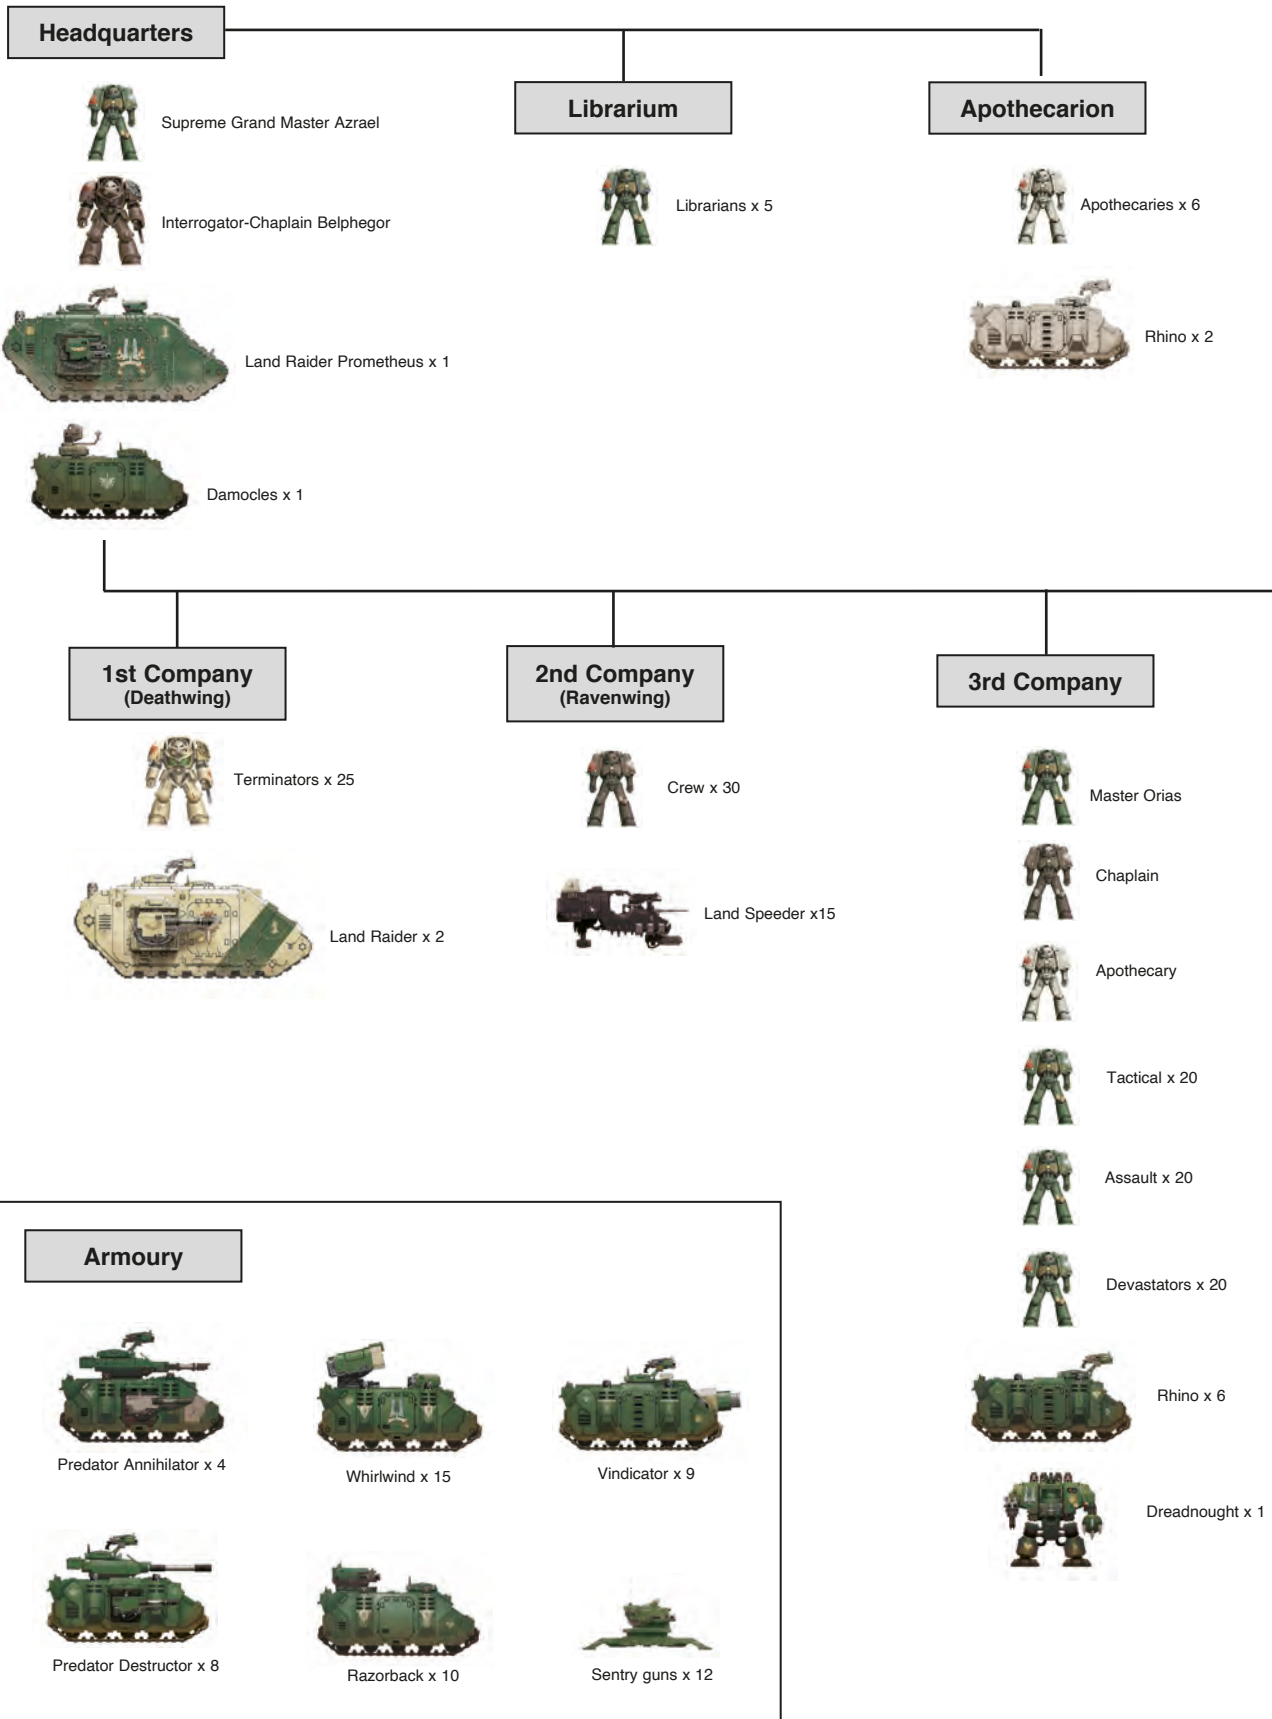 Headquarters
Supreme Grand Master Azrael
Interrogator-Chaplain Belphegor
Land Raider Prometheus x 1
Damocles x 1
Librarium
Librarians x 5
Apothecarion
Apothecaries x 6
Rhino x 2
1st Company
(Deathwing)
Terminators x 25
Land Raider x 2
2nd Company
(Ravenwing)
Crew x 30
Land Speeder x15
3rd Company
Master Orias
Chaplain
Apothecary
Tactical x 20
Assault x 20
Devastators x 20
Rhino x 6
Dreadnought x 1
Armoury
Predator Annihilator x 4
Whirlwind x 15
Vindicator x 9
Predator Destructor x 8
Razorback x 10
Sentry guns x 12